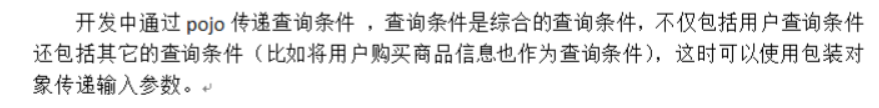 开发中通过 pojo 传递查询条件 ，查询条件是综合的查询条件，不仅包括用户查询条件
还包括其它的查询条件（比如将用户购买商品信息也作为查询条件），这时可以使用包装对
象传递输入参数。